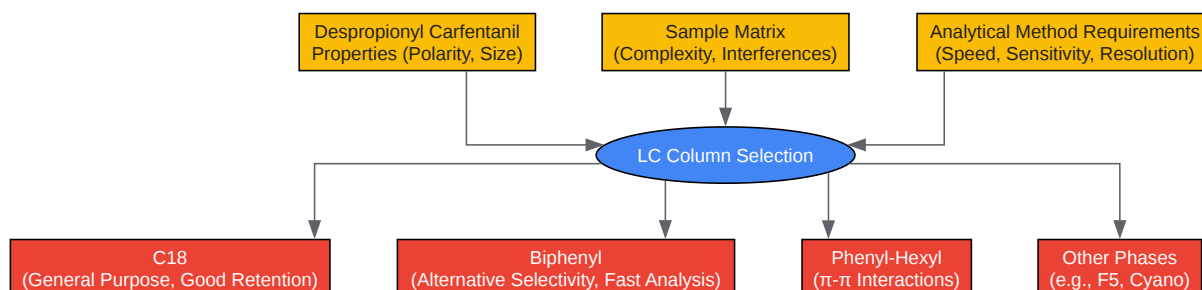 Despropionyl Carfentanil
Properties (Polarity, Size)
Sample Matrix
(Complexity, Interferences)
Analytical Method Requirements
(Speed, Sensitivity, Resolution)
LC Column Selection
C18
(General Purpose, Good Retention)
Biphenyl
(Alternative Selectivity, Fast Analysis)
Phenyl-Hexyl
(π-π Interactions)
Other Phases
(e.g., F5, Cyano)